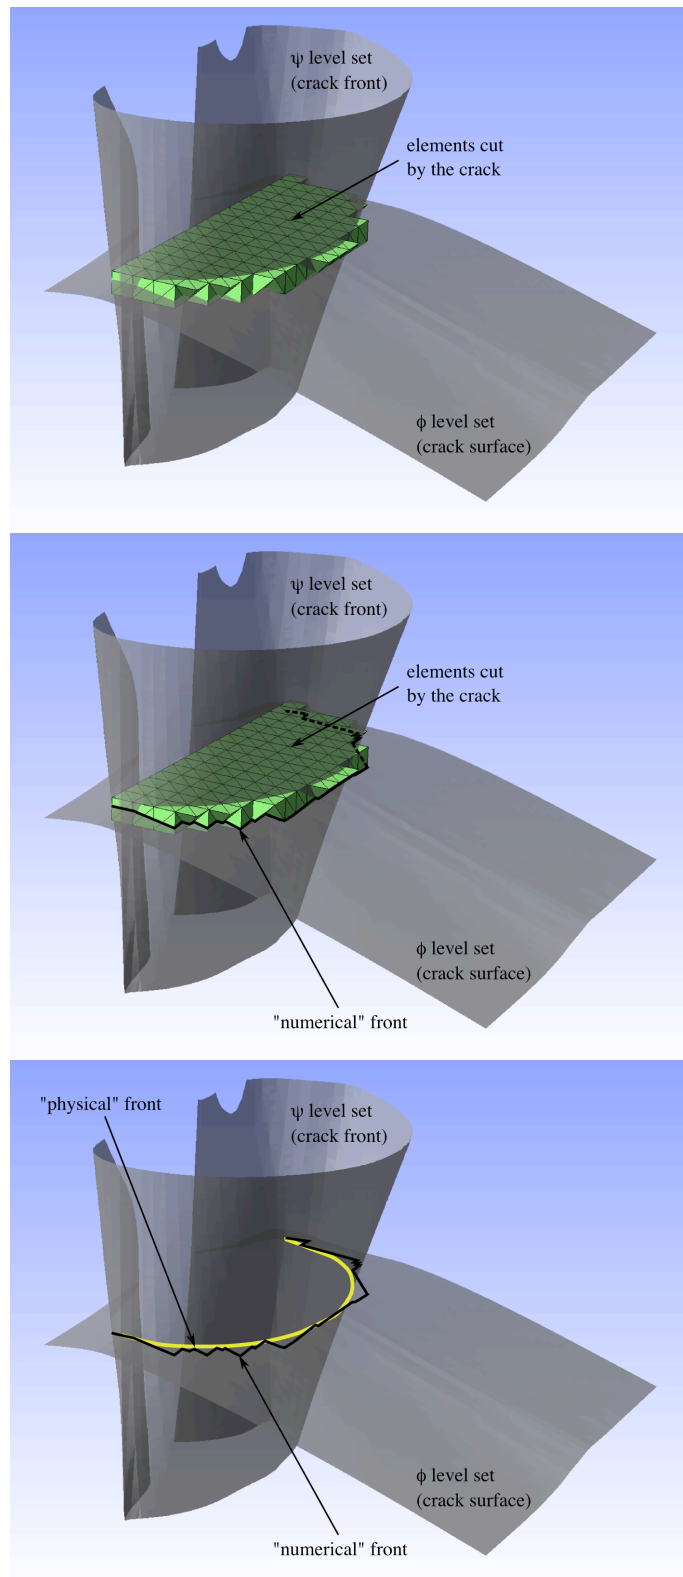 ψ level set
(crack front)
elements cut
by the crack
ϕ level set
(crack surface)
ψ level set
(crack front)
elements cut
by the crack
ϕ level set
(crack surface)
"numerical" front
"physical" front
ψ level set
(crack front)
ϕ level set
(crack surface)
"numerical" front